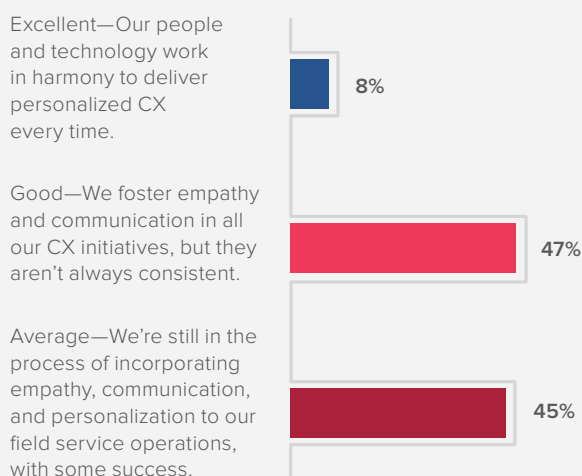 Excellent—Our people
and technology work
in harmony to deliver
personalized CX
every time.
8%
Good—We foster empathy
and communication in all
our CX initiatives, but they
aren’t always consistent.
47%
Average—We’re still in the
process of incorporating
empathy, communication,
and personalization to our
field service operations,
with some success.
45%